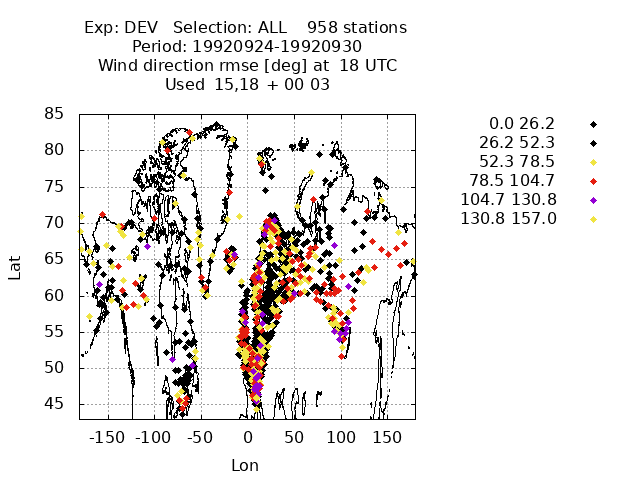 Exp: DEV Selection: ALL 958 stations
Period: 19920924-19920930
Wind direction rmse [deg] at 18 UTC
Used 15,18 + 00 03
85
80
75
70
65
60
55
50
45
Lat
-150 -100 -50 0 50 100 150
Lon
0.0 26.2
26.2 52.3
52.3 78.5
78.5 104.7
104.7 130.8
130.8 157.0